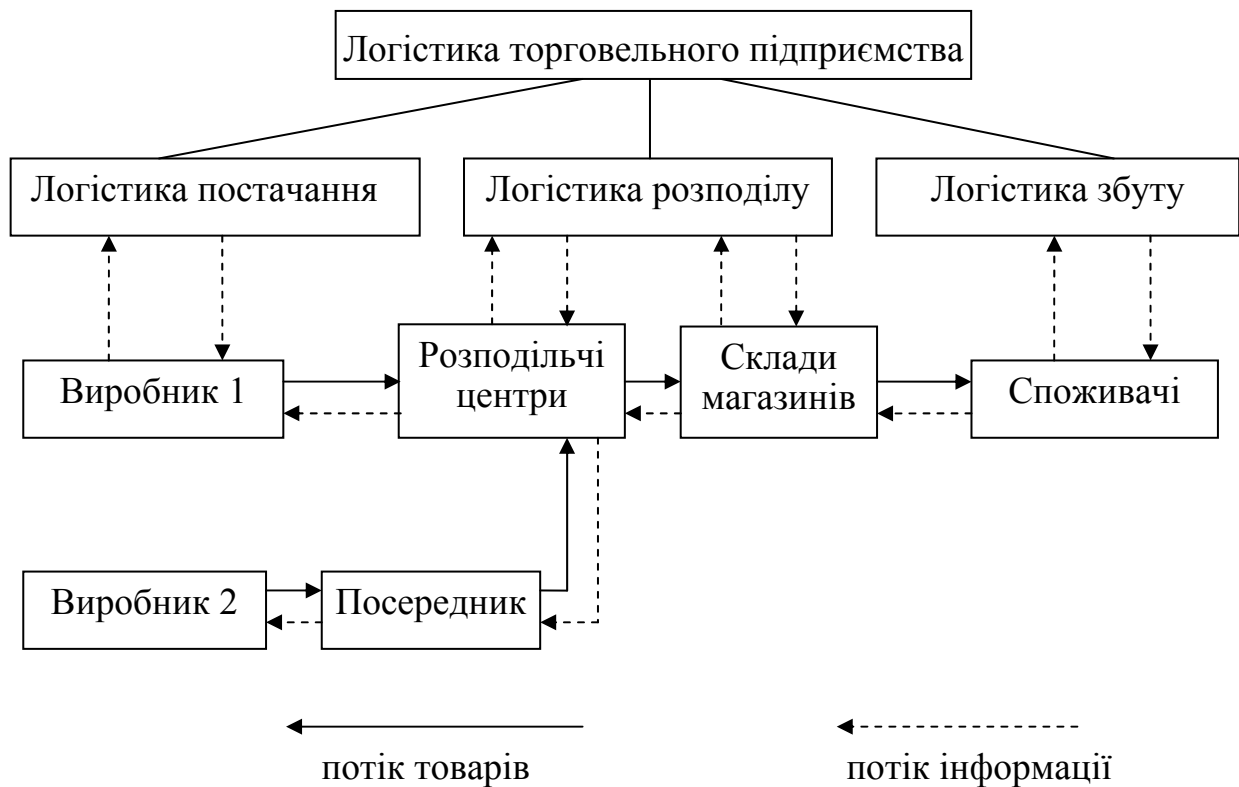 Логістика торговельного підприємства
Логістика постачання
Логістика розподілу
Логістика збуту
Виробник 1
Розподільчі
центри
Склади
магазинів
Споживачі
Виробник 2
Посередник
потік товарів
потік інформації